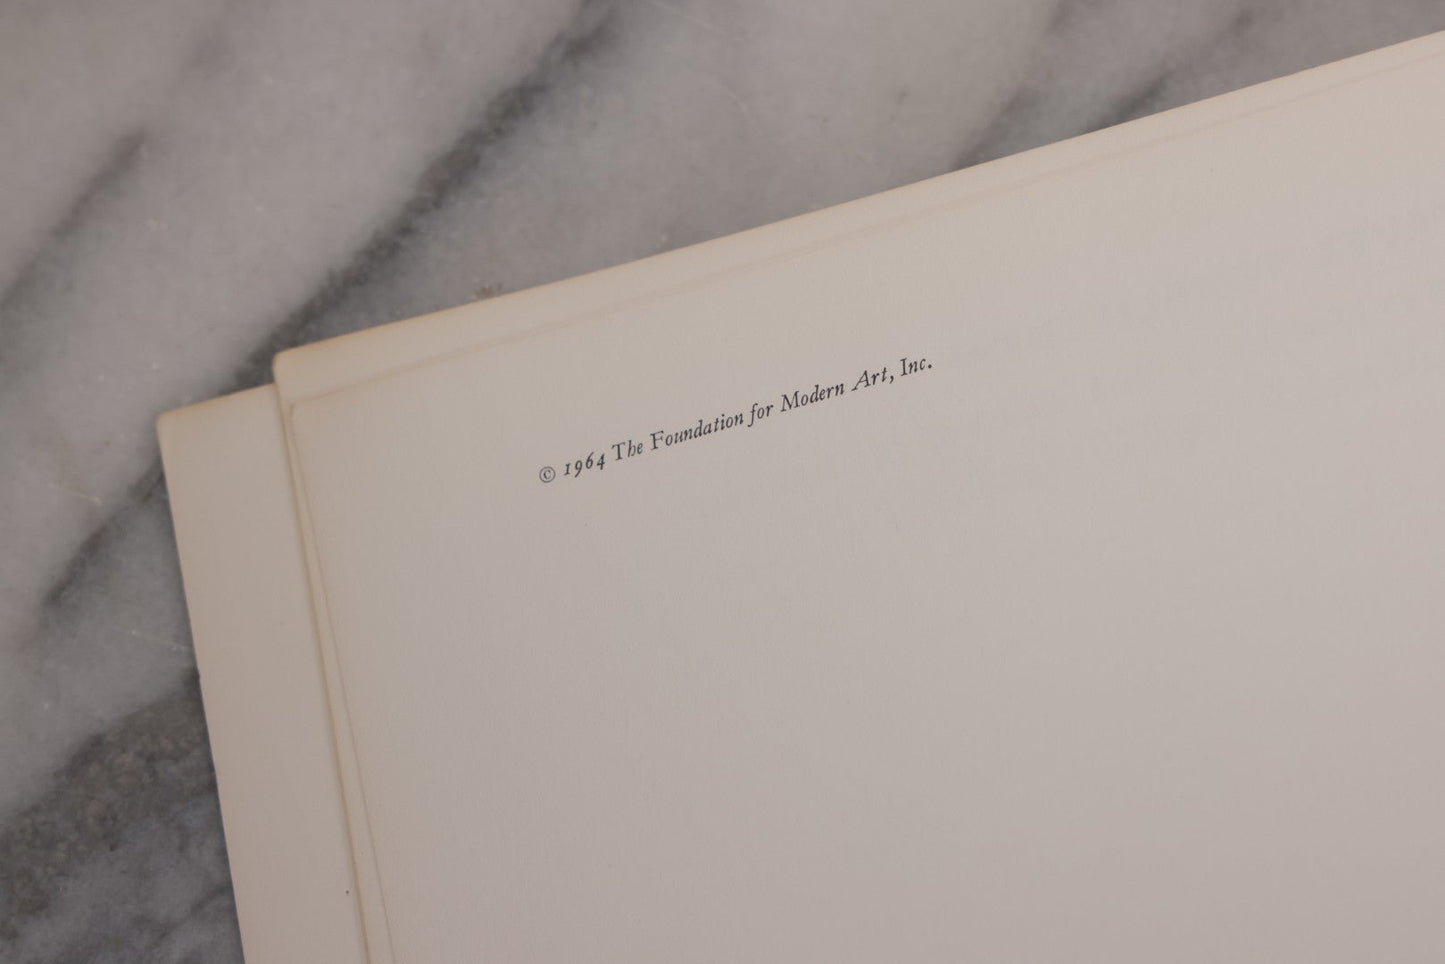 © 1964 The Foundation for Modern Art, Inc.